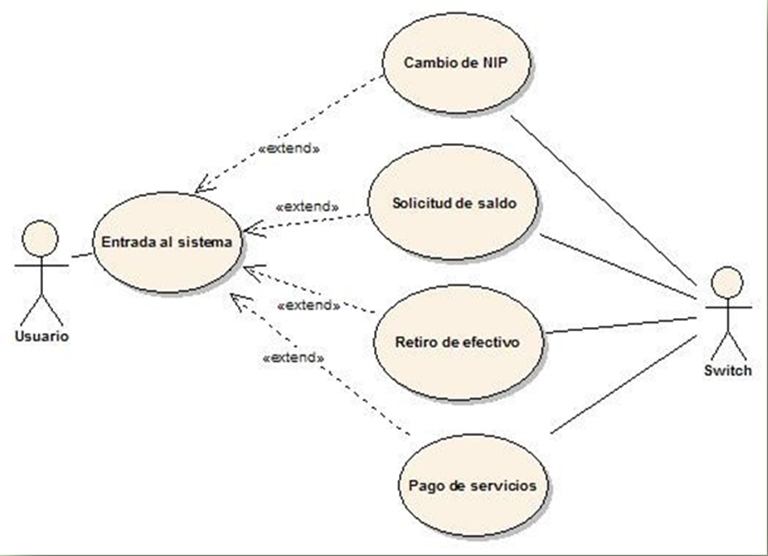 Cambio de NIP
«extend»
Solicitud de saldo
«extend»
Entrada al sistema
Usuario
«extend»
Retiro de efectivo
«extend»
Switch
Pago de servicios